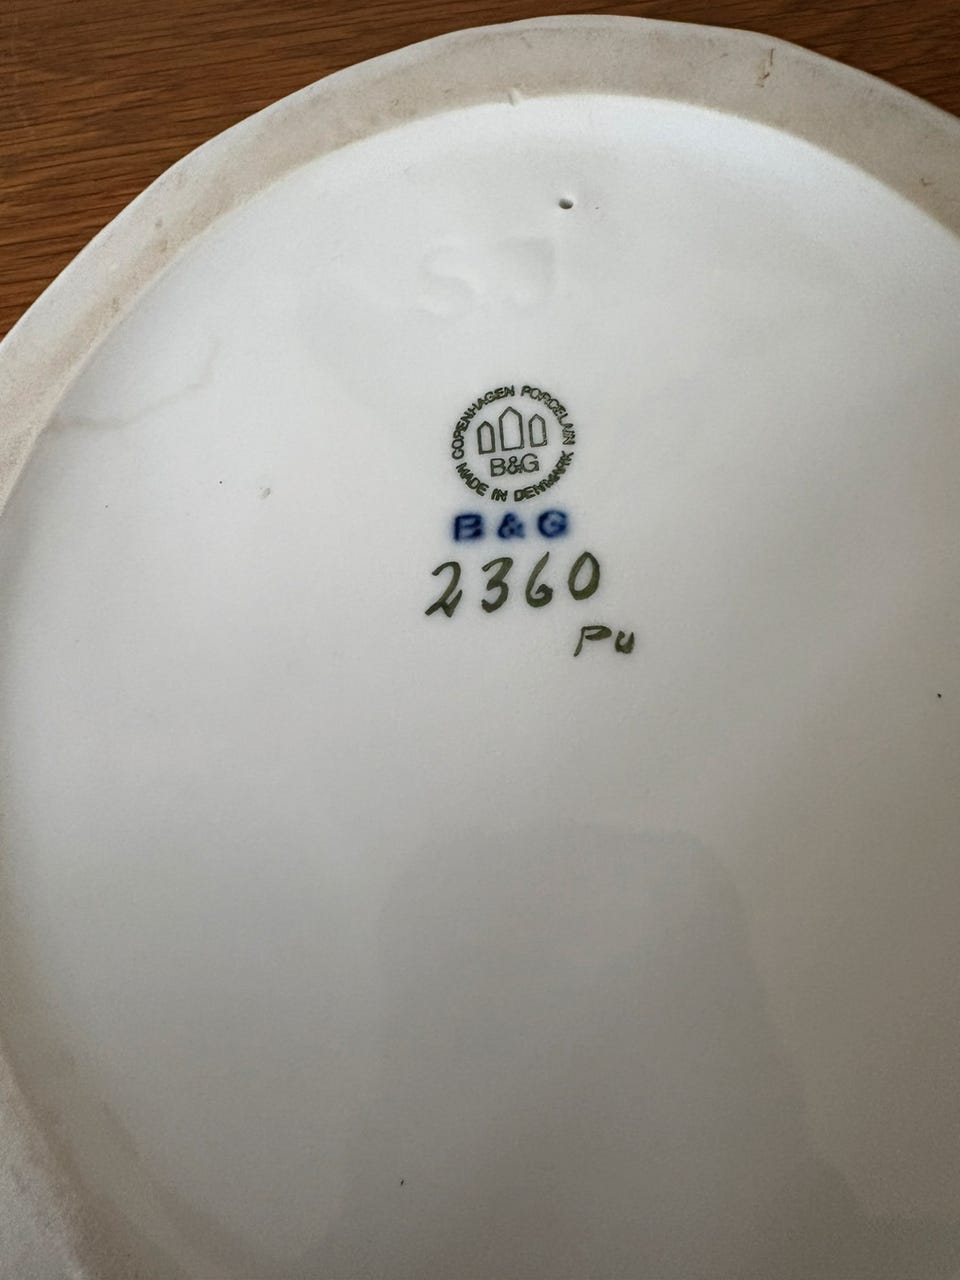 S.J
COPENHAGEN PORCELAIN
B&G
MADE IN DENMARK
B & G
2360
PU